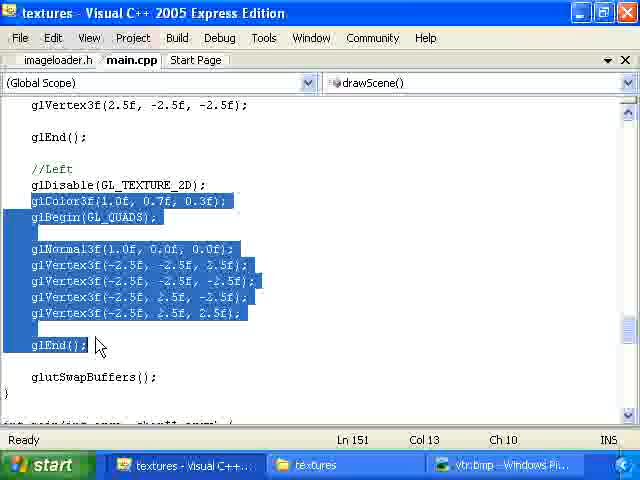 textures - Visual C++ 2005 Express Edition
File Edit View Project Build Debug Tools Window Community Help
imageloader.h main.cpp Start Page
(Global Scope) drawScene()
glVertex3f(2.5f, -2.5f, -2.5f);
glEnd();
//Left
glDisable(GL_TEXTURE_2D);
glColor3f(1.0f, 0.7f, 0.3f);
glBegin(GL_QUADS);
glNormal3f(1.0f, 0.0f, 0.0f);
glVertex3f(-2.5f, -2.5f, 2.5f);
glVertex3f(-2.5f, -2.5f, -2.5f);
glVertex3f(-2.5f, 2.5f, -2.5f);
glVertex3f(-2.5f, 2.5f, 2.5f);
glEnd();
glutSwapBuffers();
}
Ready Ln 151 Col 13 Ch 10 INS
start textures - Visual C++... textures vtr.bmp - Windows Pi...